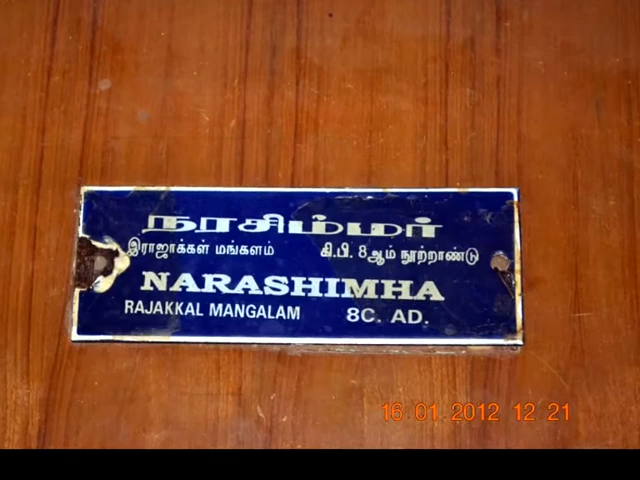 நரசிம்மர்
இராஜாக்கள் மங்களம் கி.பி. 8ஆம் நூற்றாண்டு
NARASHIMHA
RAJAKKAL MANGALAM 8C. AD.
16.01.2012 12 21